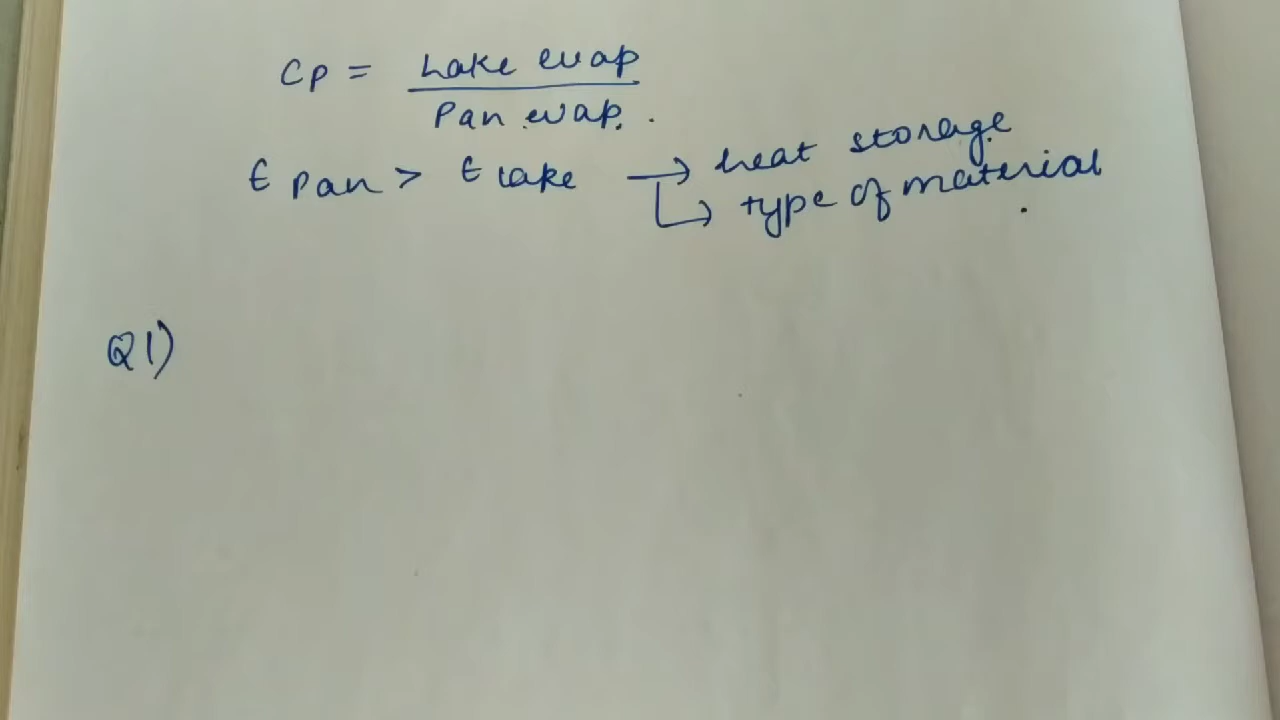 Cp = Lake evap / Pan evap.
E Pan > E Lake → heat storage
↳ type of material
Q1)